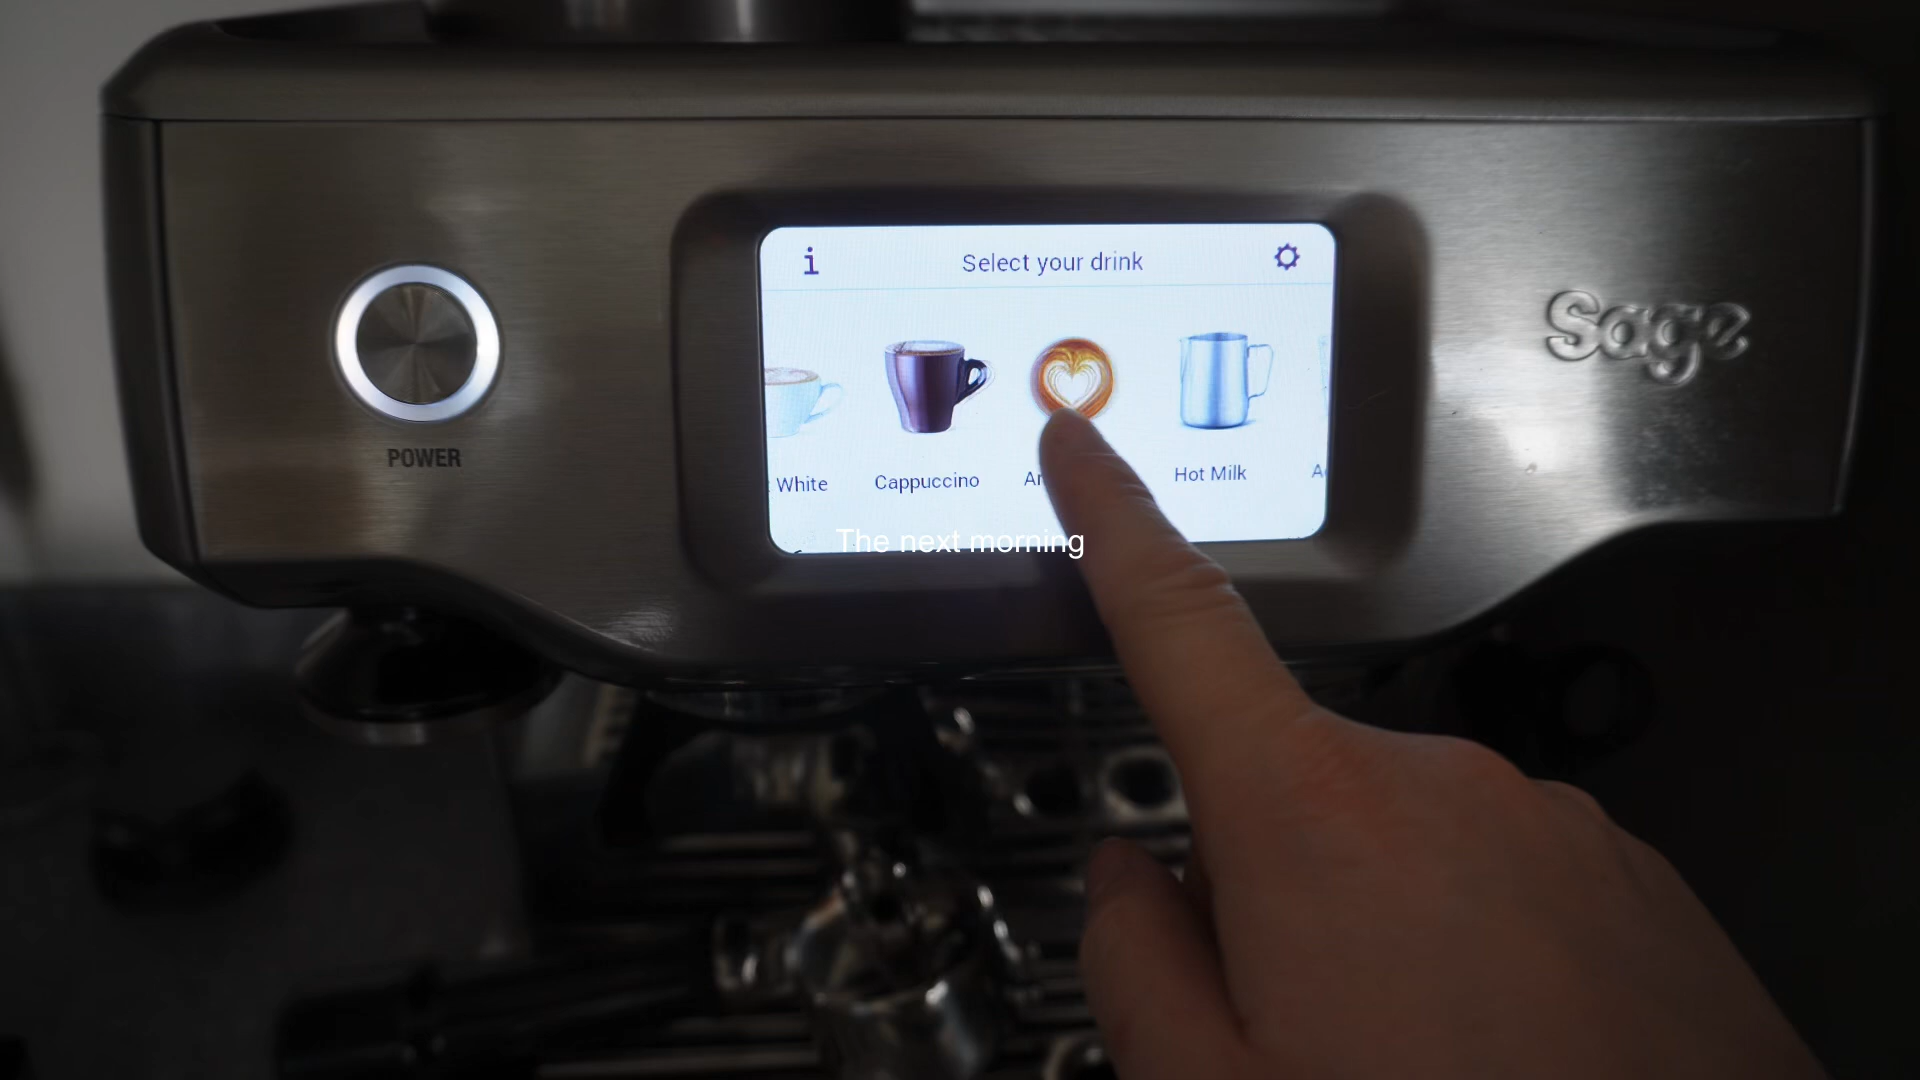 i
Select your drink
White
Cappuccino
Hot Milk
The next morning
POWER
sage